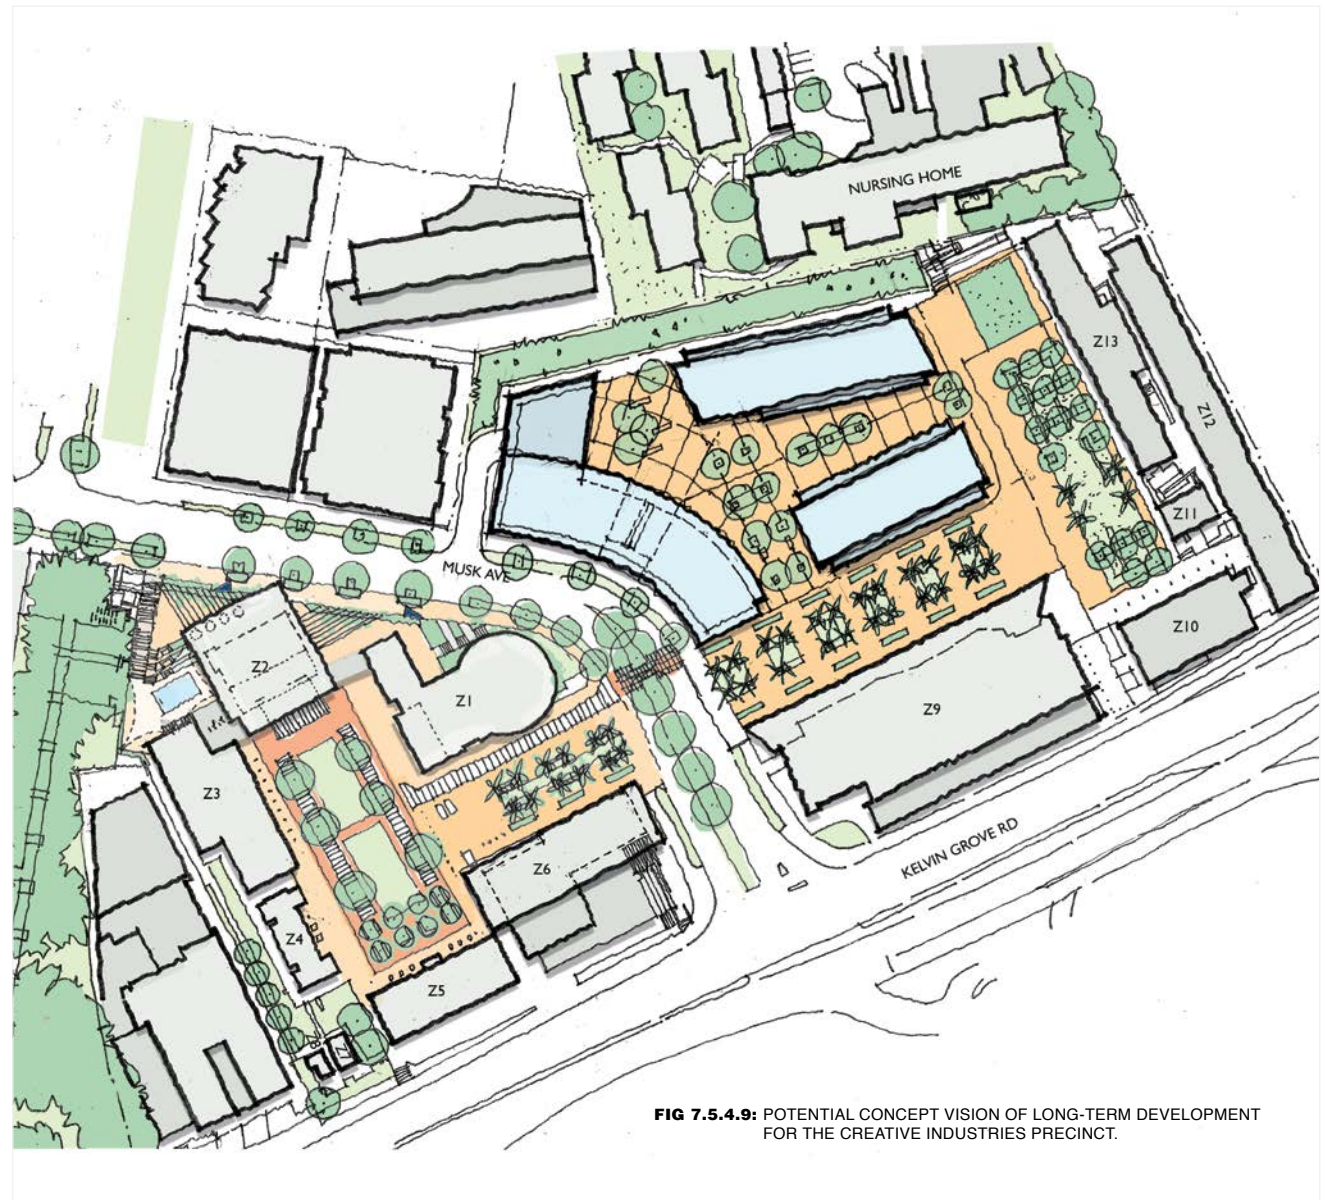 NURSING HOME
Z13
Z12
Z11
MUSK AVE
Z10
Z2
Z1
Z9
Z3
KELVIN GROVE RD
Z6
Z4
Z5
Z7
FIG 7.5.4.9: POTENTIAL CONCEPT VISION OF LONG-TERM DEVELOPMENT
FOR THE CREATIVE INDUSTRIES PRECINCT.